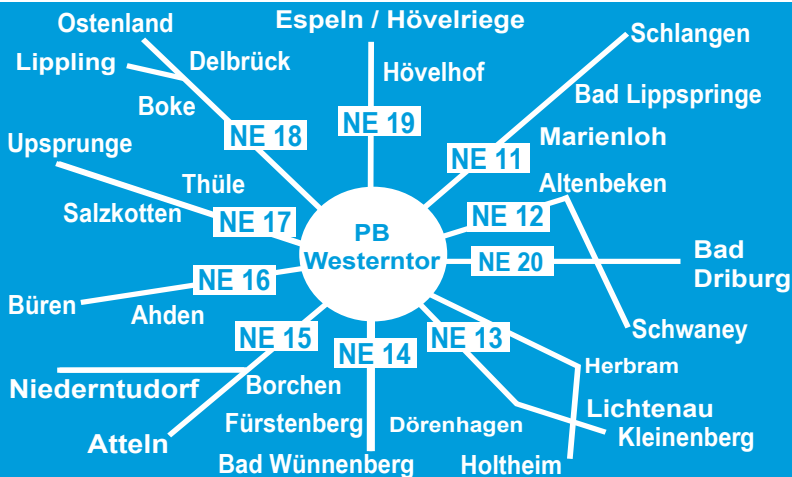 Espeln / Hövelriege
Ostenland
Schlangen
Lippling
Delbrück
Hövelhof
Bad Lippspringe
Boke
NE 19
NE 18
Marienloh
Upsprunge
NE 11
Thüle
Altenbeken
Salzkotten
NE 17
NE 12
PB
Westerntor
NE 20
Bad
Driburg
NE 16
Büren
Ahden
NE 15
NE 14
NE 13
Schwaney
Herbram
Niederntudorf
Borchen
Lichtenau
Fürstenberg
Dörenhagen
Kleinenberg
Atteln
Bad Wünnenberg
Holtheim